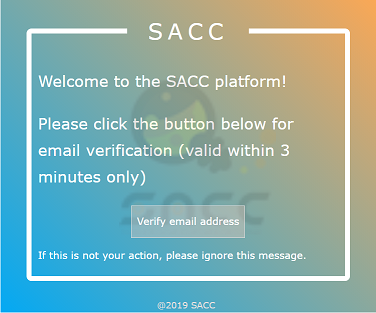 SACC
Welcome to the SACC platform!
Please click the button below for
email verification (valid within 3
minutes only)
SACC
Verify email address
If this is not your action, please ignore this message.
@2019 SACC